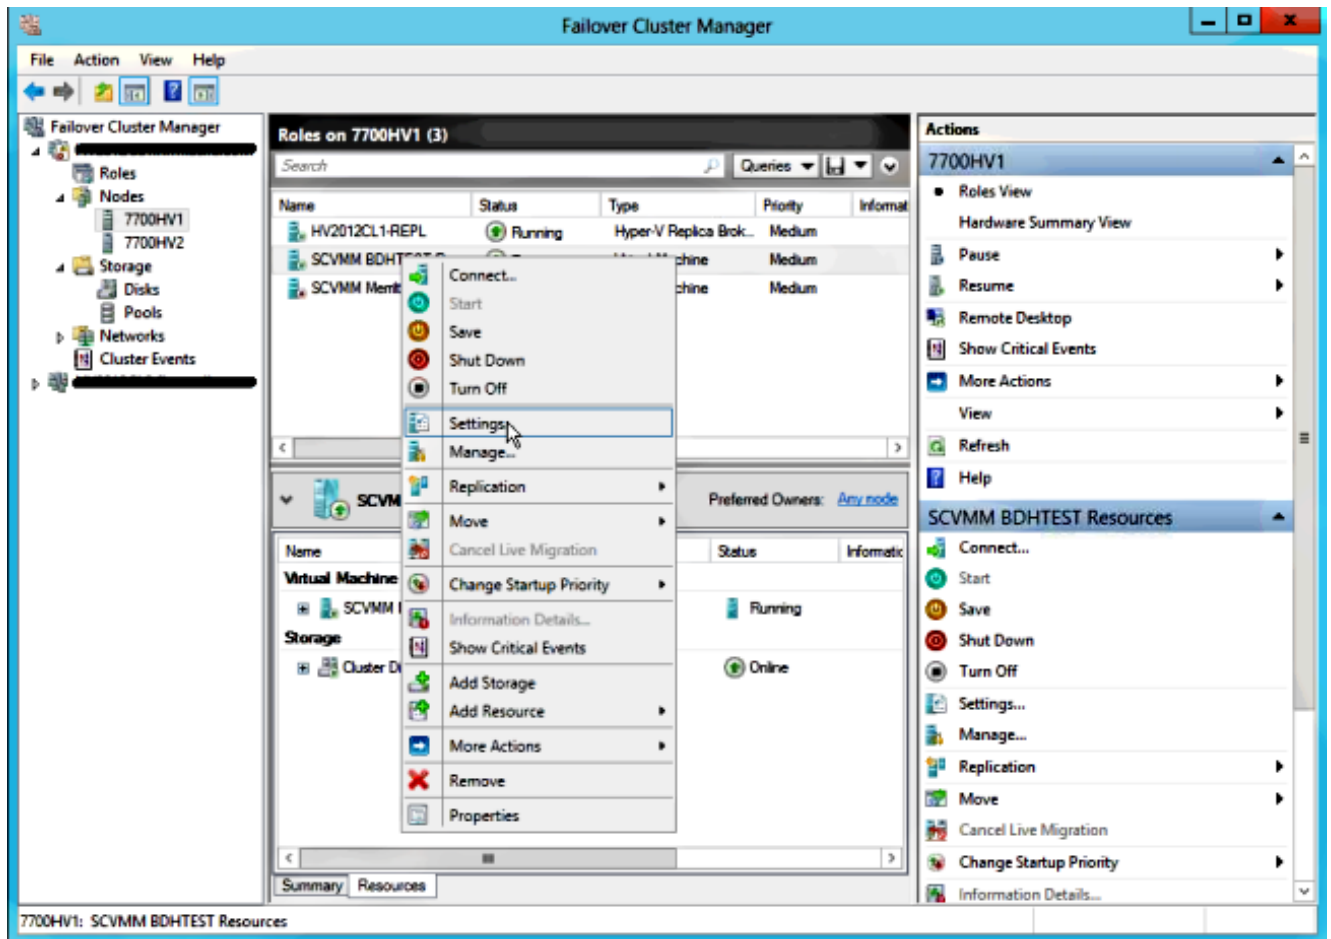 Failover Cluster Manager
File Action View Help
Failover Cluster Manager
Roles
Nodes
7700HV1
7700HV2
Storage
Disks
Pools
Networks
Cluster Events
Roles on 7700HV1 (3)
Search
Queries
Name Status Type Priority Informat
HV2012CL1-REPL Running Hyper-V Replica Brok... Medium
SCVMM BDHTEST Machine Medium
SCVMM chine Medium
Connect...
Start
Save
Shut Down
Turn Off
Settings
Manage...
Replication
Move
Cancel Live Migration
Change Startup Priority
Information Details...
Show Critical Events
Add Storage
Add Resource
More Actions
Remove
Properties
SCVM Preferred Owners: Any node
Name Status Informatic
Virtual Machine
SCVMM Running
Storage
Cluster Online
Summary Resources
Actions
7700HV1
Roles View
Hardware Summary View
Pause
Resume
Remote Desktop
Show Critical Events
More Actions
View
Refresh
Help
SCVMM BDHTEST Resources
Connect...
Start
Save
Shut Down
Turn Off
Settings...
Manage...
Replication
Move
Cancel Live Migration
Change Startup Priority
Information Details...
7700HV1: SCVMM BDHTEST Resources